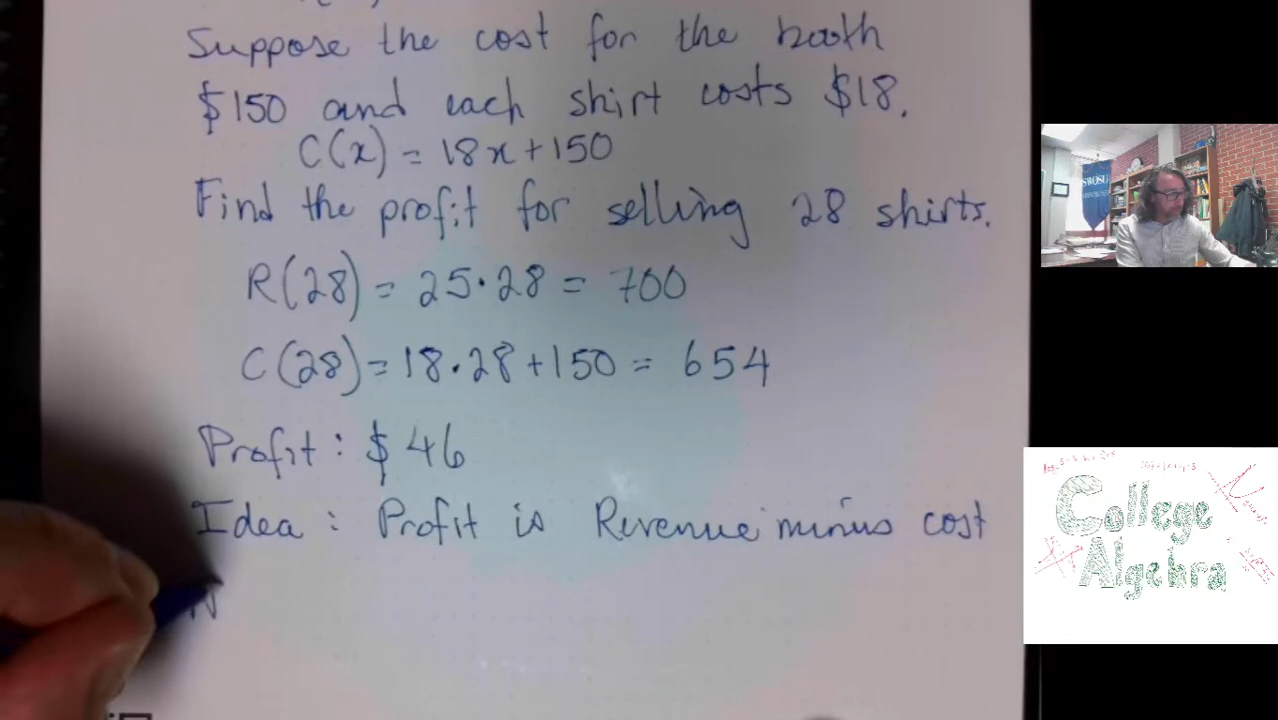 Suppose the cost for the booth
$150 and each shirt costs $18.
C(x) = 18x+150
Find the profit for selling 28 shirts.
R(28) = 25·28 = 700
C(28) = 18·28+150 = 654
Profit: $46
Idea: Profit is Revenue minus cost
N
SWOSU
College
Algebra